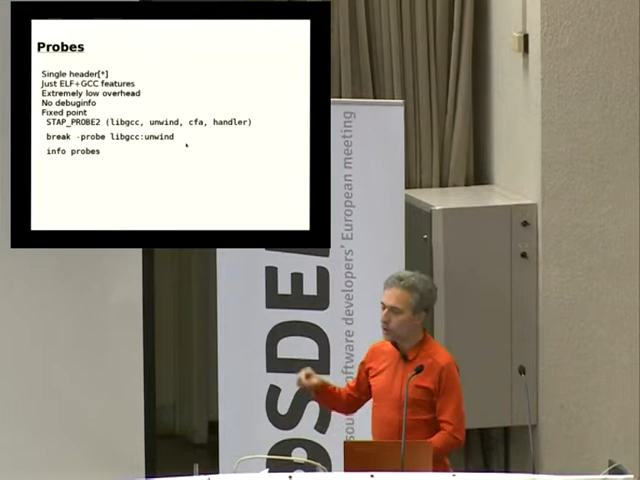 Probes
Single header[*]
Just ELF+GCC features
Extremely low overhead
No debuginfo
Fixed point
STAP_PROBE2 (libgcc, unwind, cfa, handler)
break -probe libgcc:unwind
info probes
OSDE
software developers' European meeting